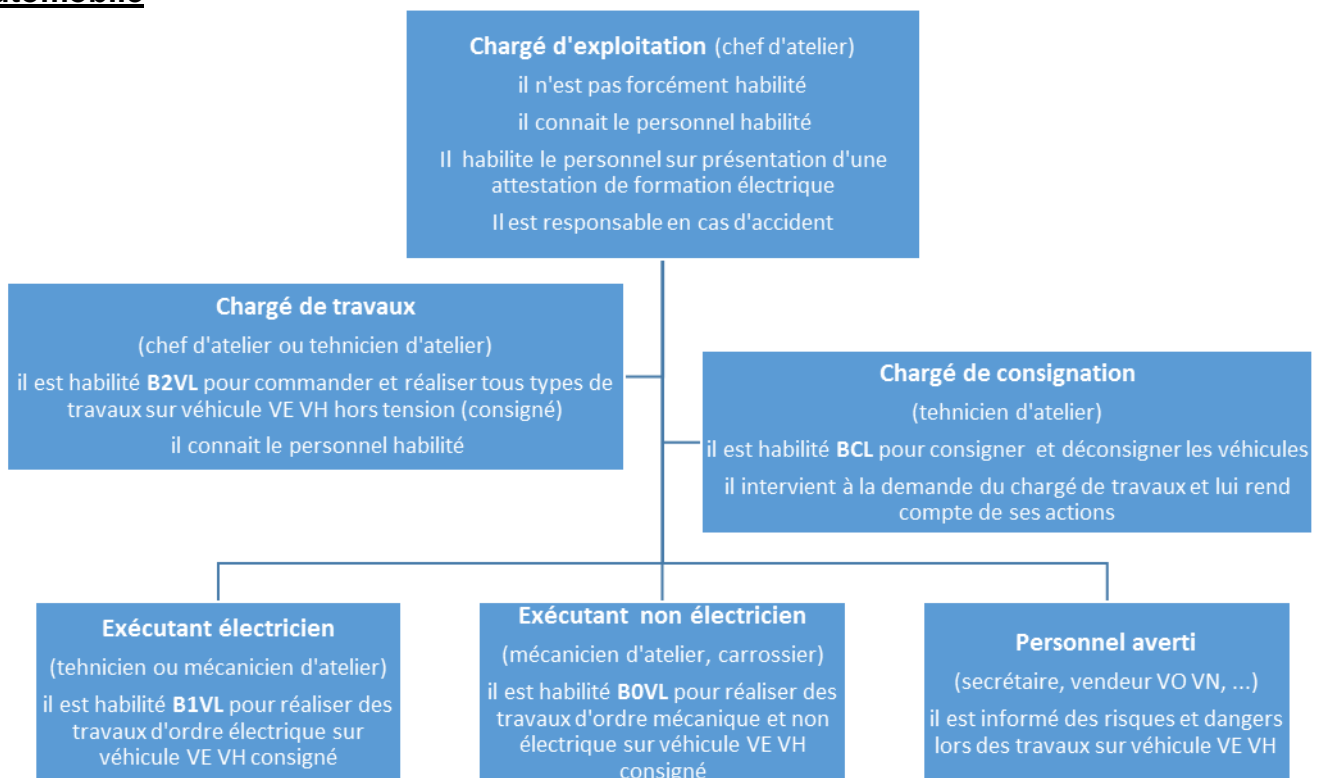 Chargé d'exploitation (chef d'atelier)
il n'est pas forcément habilité
il connait le personnel habilité
Il habilite le personnel sur présentation d'une
attestation de formation électrique
Il est responsable en cas d'accident
Chargé de travaux
(chef d'atelier ou tehnicien d'atelier)
il est habilité B2VL pour commander et réaliser tous types de
travaux sur véhicule VE VH hors tension (consigné)
il connait le personnel habilité
Chargé de consignation
(tehnicien d'atelier)
il est habilité BCL pour consigner et déconsigner les véhicules
il intervient à la demande du chargé de travaux et lui rend
compte de ses actions
Exécutant électricien
(tehnicien ou mécanicien d'atelier)
il est habilité B1VL pour réaliser des
travaux d'ordre électrique sur
véhicule VE VH consigné
Exécutant non électricien
(mécanicien d'atelier, carrossier)
il est habilité B0VL pour réaliser des
travaux d'ordre mécanique et non
électrique sur véhicule VE VH
consigné
Personnel averti
(secrétaire, vendeur VO VN, ...)
il est informé des risques et dangers
lors des travaux sur véhicule VE VH